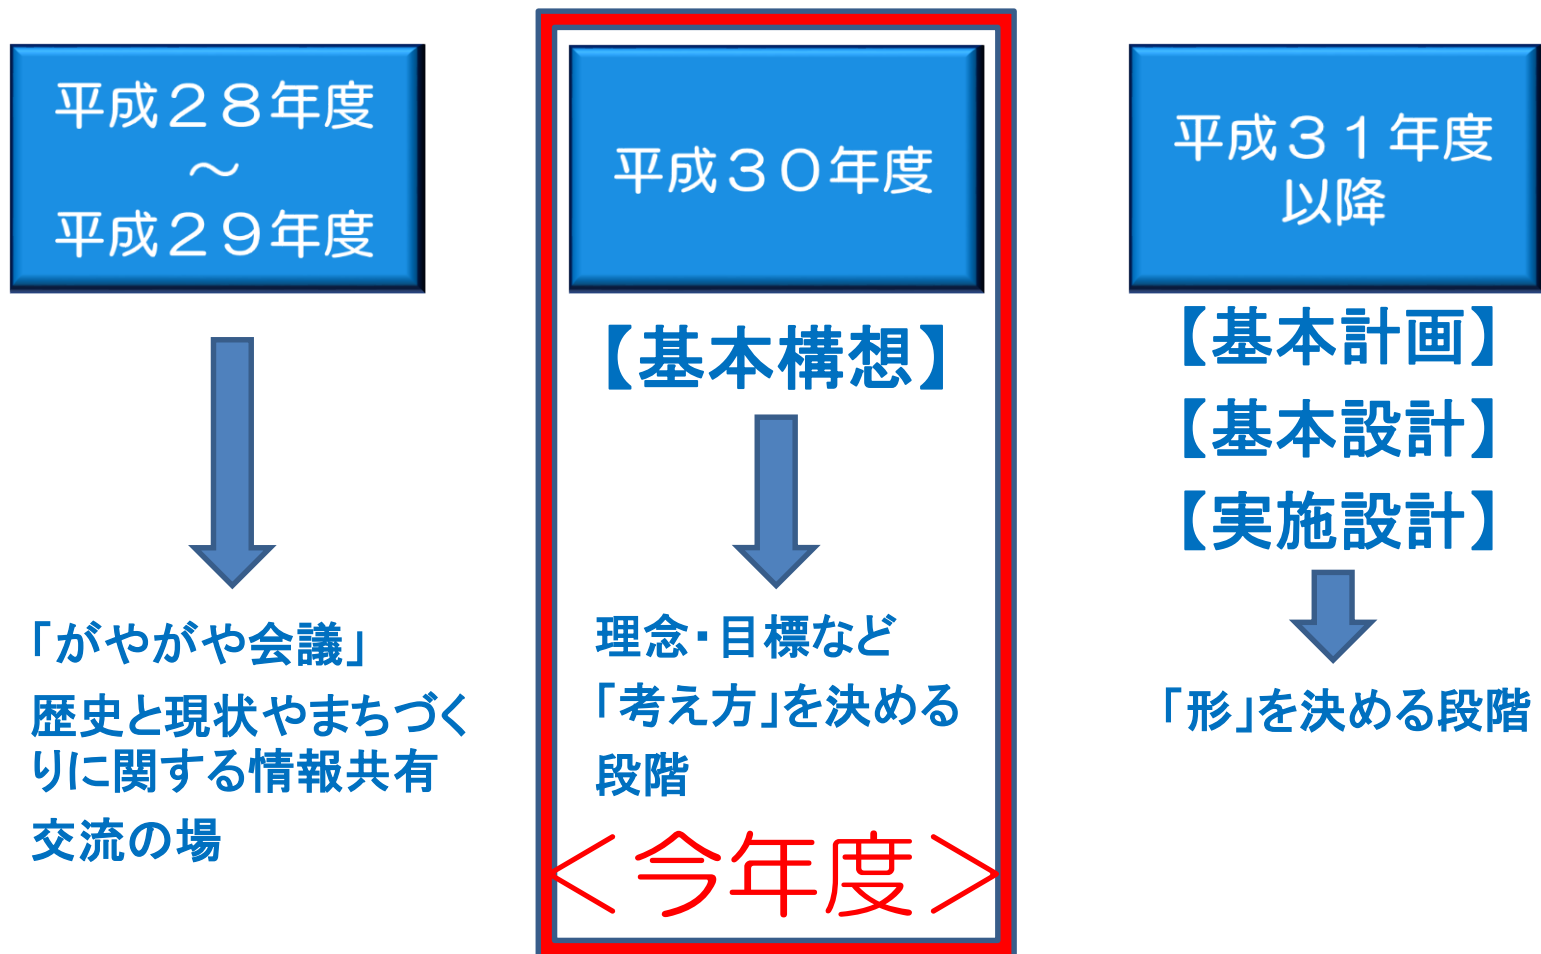 平成２８年度
～
平成２９年度
「がやがや会議」
歴史と現状やまちづく
りに関する情報共有
交流の場
平成３０年度
【基本構想】
理念・目標など
「考え方」を決める
段階
＜今年度＞
平成３１年度
以降
【基本計画】
【基本設計】
【実施設計】
「形」を決める段階